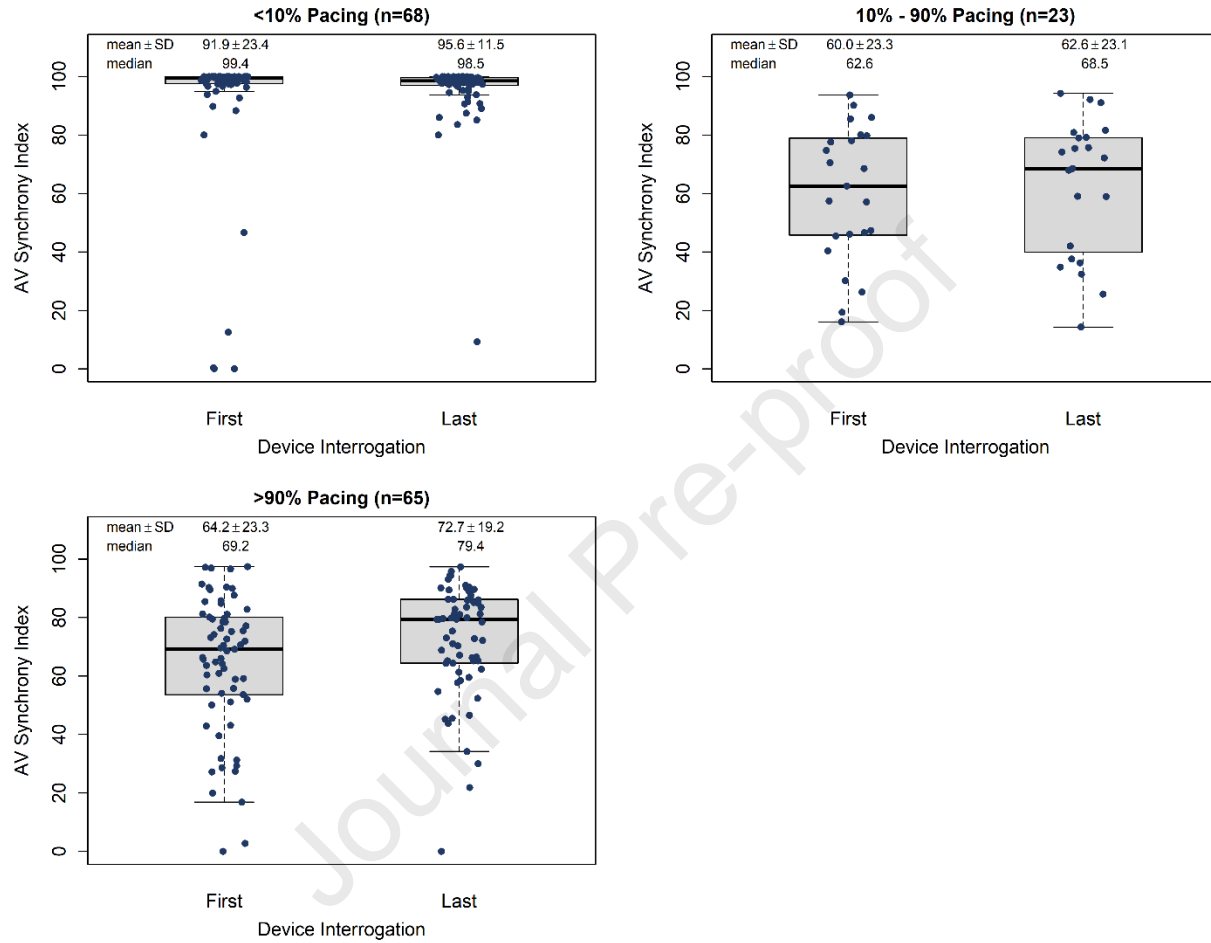 <10% Pacing (n=68)
mean ± SD 91.9±23.4 95.6±11.5
median 99.4 98.5
100
80
60
40
20
0
AV Synchrony Index
First Last
Device Interrogation
10% - 90% Pacing (n=23)
mean ± SD 60.0±23.3 62.6±23.1
median 62.6 68.5
100
80
60
40
20
0
AV Synchrony Index
First Last
Device Interrogation
>90% Pacing (n=65)
mean ± SD 64.2±23.3 72.7±19.2
median 69.2 79.4
100
80
60
40
20
0
AV Synchrony Index
First Last
Device Interrogation
Journal Pre-proof